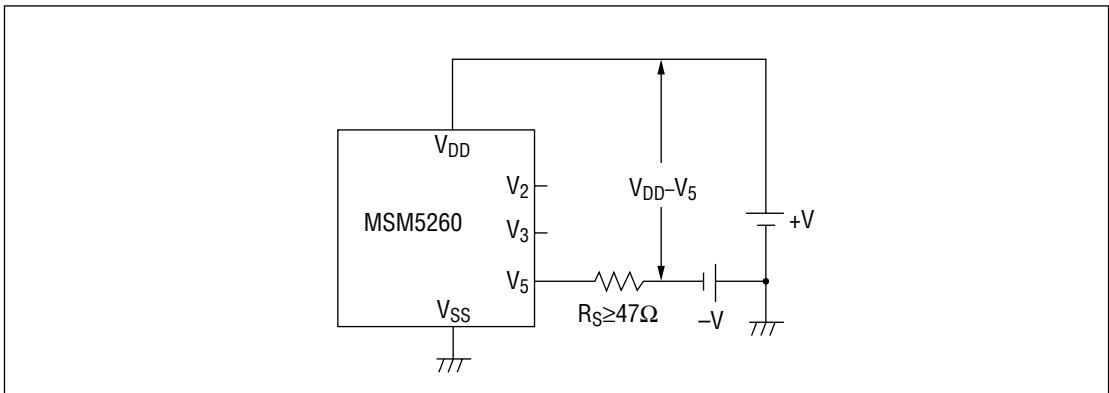 V_DD
V_2
MSM5260
V_3
V_5
V_SS
V_DD–V_5
+V
R_S≥47Ω
–V